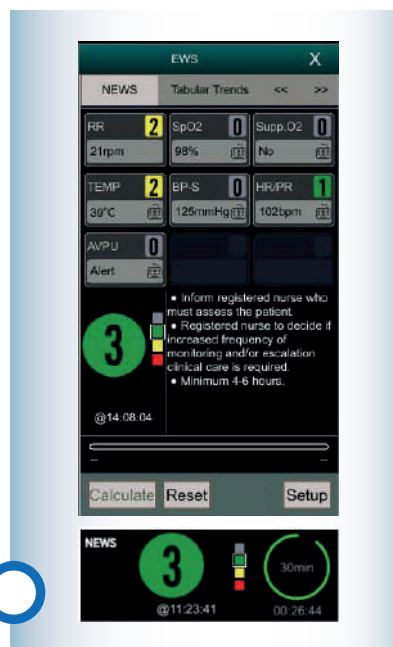 EWS X
NEWS Tabular Trends << >>
RR 2 SpO2 0 Supp.O2 0
21rpm 98% No
TEMP 2 BP-S 0 HR/PR 1
39°C 125mmHg 102bpm
AVPU 0
Alert
• Inform registered nurse who
must assess the
patient.
• Registered nurse to decide if
increased frequency of
monitoring and/or escalation
clinical care is required.
• Minimum 4-6 hours.
3
@14:08:04
-- --
Calculate Reset Setup
NEWS
3
30min
@11:23:41 00:26:44